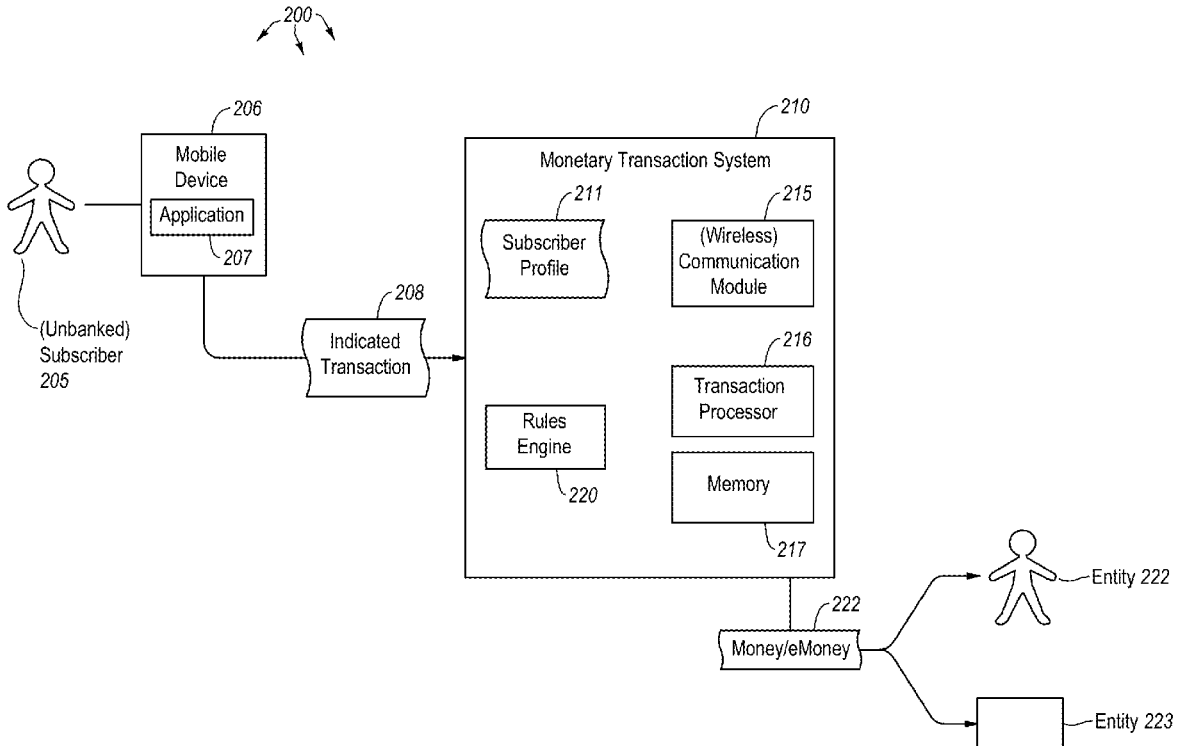 200
206
Mobile
Device
Application
207
(Unbanked)
Subscriber
205
208
Indicated
Transaction
210
Monetary Transaction System
211
Subscriber
Profile
215
(Wireless)
Communication
Module
216
Transaction
Processor
Rules
Engine
220
Memory
217
222
Money/eMoney
Entity 222
Entity 223